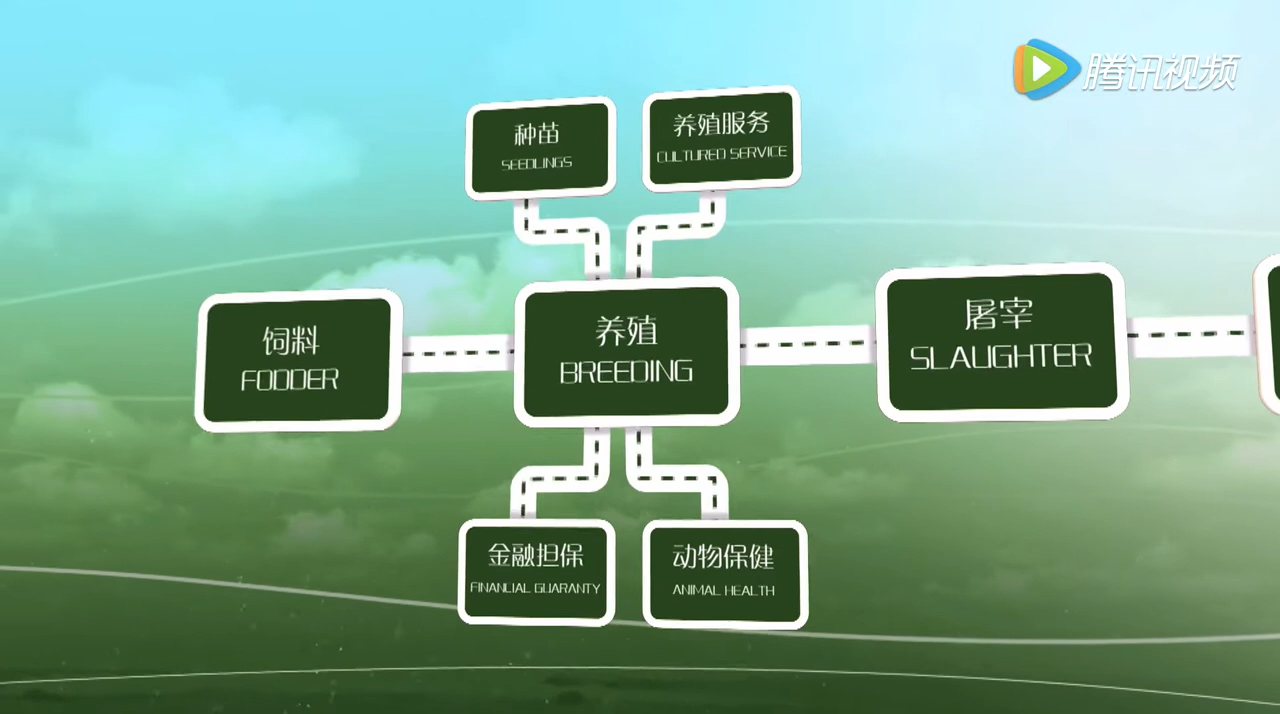 腾讯视频
种苗
SEEDLINGS
养殖服务
CULTURED SERVICE
饲料
FODDER
养殖
BREEDING
屠宰
SLAUGHTER
金融担保
FINANCIAL GUARANTY
动物保健
ANIMAL HEALTH